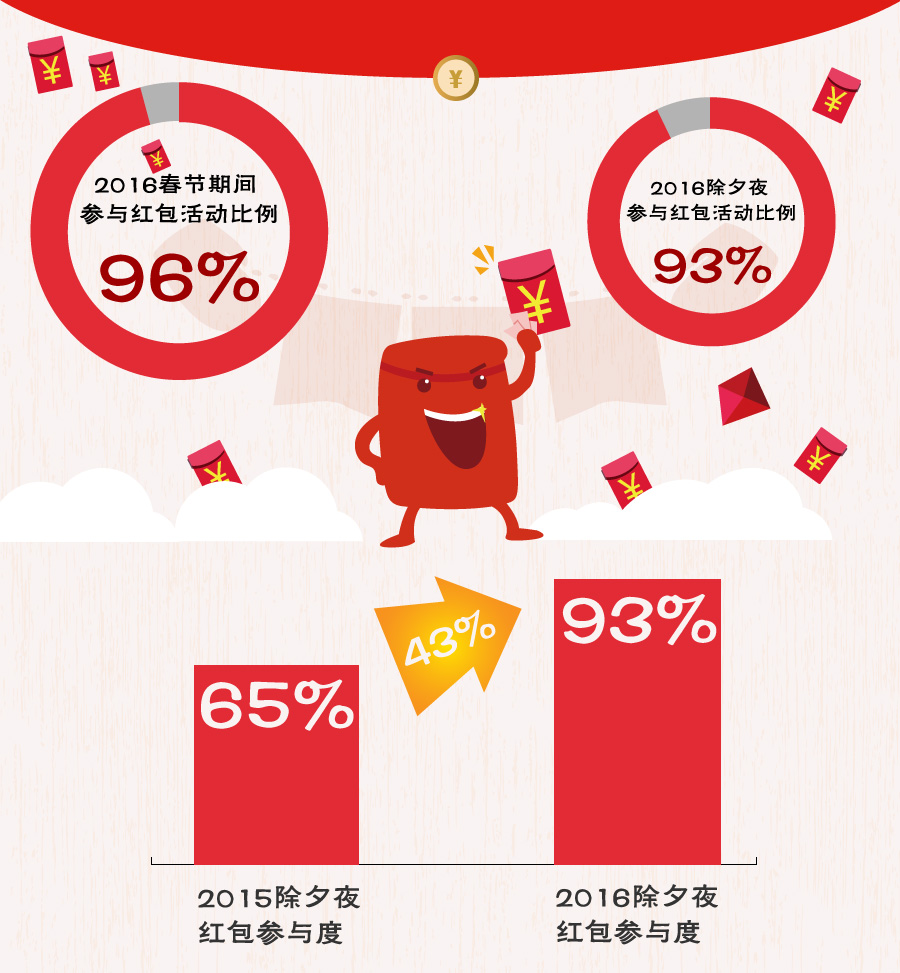 ¥
¥
¥
¥
¥
2016春节期间
参与红包活动比例
96%
2016除夕夜
参与红包活动比例
93%
¥
¥
¥
¥
43%
93%
65%
2015除夕夜
红包参与度
2016除夕夜
红包参与度